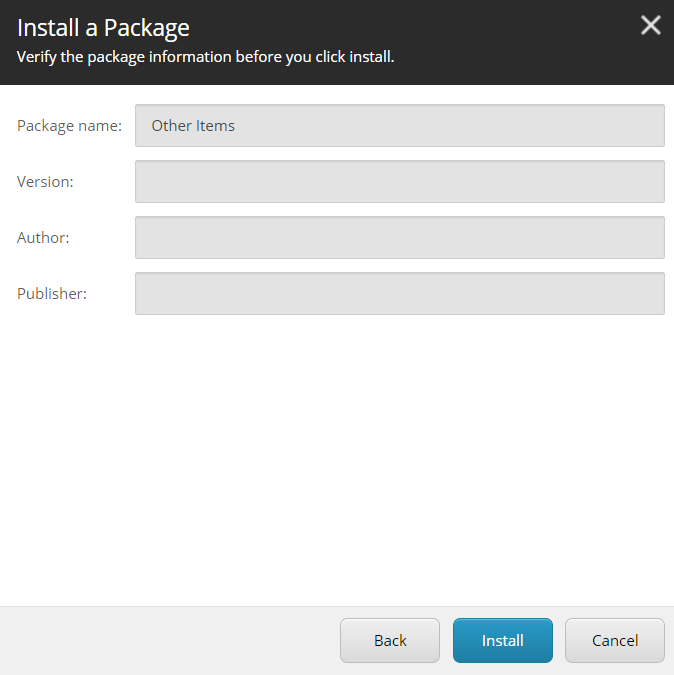 Install a Package
Verify the package information before you click install.
Package name: Other Items
Version:
Author:
Publisher:
Back Install Cancel